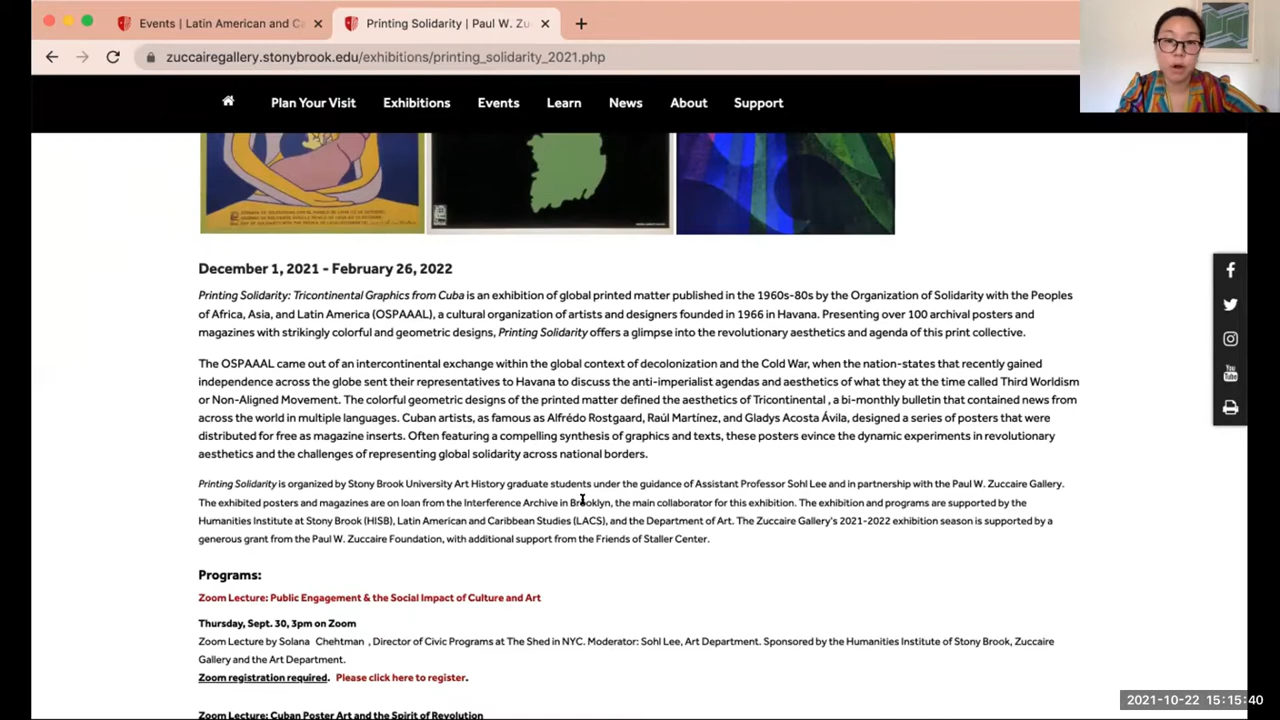 Events | Latin American and Ca
Printing Solidarity | Paul W. Zu
zuccairegallery.stonybrook.edu/exhibitions/printing_solidarity_2021.php
Plan Your Visit Exhibitions Events Learn News About Support
December 1, 2021 - February 26, 2022
Printing Solidarity: Tricontinental Graphics from Cuba is an exhibition of global printed matter published in the 1960s-80s by the Organization of Solidarity with the Peoples
of Africa, Asia, and Latin America (OSPAAAL), a cultural organization of artists and designers founded in 1966 in Havana. Presenting over 100 archival posters and
magazines with strikingly colorful and geometric designs, Printing Solidarity offers a glimpse into the revolutionary aesthetics and agenda of this print collective.
The OSPAAAL came out of an intercontinental exchange within the global context of decolonization and the Cold War, when the nation-states that recently gained
independence across the globe sent their representatives to Havana to discuss the anti-imperialist agendas and aesthetics of what they at the time called Third Worldism
or Non-Aligned Movement. The colorful geometric designs of the printed matter defined the aesthetics of Tricontinental , a bi-monthly bulletin that contained news from
across the world in multiple languages. Cuban artists, as famous as Alfrédo Rostgaard, Raúl Martínez, and Gladys Acosta Ávila, designed a series of posters that were
distributed for free as magazine inserts. Often featuring a compelling synthesis of graphics and texts, these posters evince the dynamic experiments in revolutionary
aesthetics and the challenges of representing global solidarity across national borders.
Printing Solidarity is organized by Stony Brook University Art History graduate students under the guidance of Assistant Professor Sohl Lee and in partnership with the Paul W. Zuccaire Gallery.
The exhibited posters and magazines are on loan from the Interference Archive in Brooklyn, the main collaborator for this exhibition. The exhibition and programs are supported by the
Humanities Institute at Stony Brook (HISB), Latin American and Caribbean Studies (LACS), and the Department of Art. The Zuccaire Gallery's 2021-2022 exhibition season is supported by a
generous grant from the Paul W. Zuccaire Foundation, with additional support from the Friends of Staller Center.
Programs:
Zoom Lecture: Public Engagement & the Social Impact of Culture and Art
Thursday, Sept. 30, 3pm on Zoom
Zoom Lecture by Solana Chehtman , Director of Civic Programs at The Shed in NYC. Moderator: Sohl Lee, Art Department. Sponsored by the Humanities Institute of Stony Brook, Zuccaire
Gallery and the Art Department.
Zoom registration required. Please click here to register.
Zoom Lecture: Cuban Poster Art and the Spirit of Revolution
You
Tube
2021-10-22 15:15:40